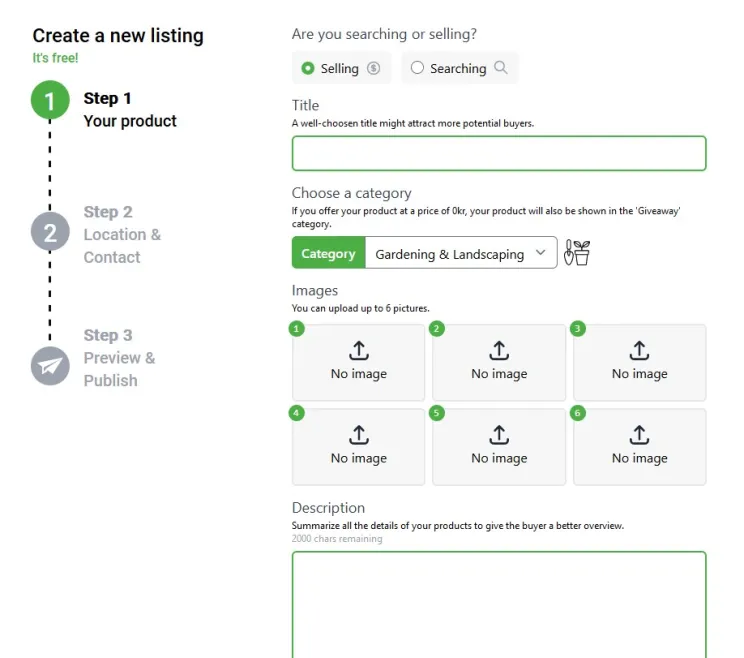 Create a new listing
It's free!
1
Step 1
Your product
2
Step 2
Location &
Contact
Step 3
Preview &
Publish
Are you searching or selling?
Selling $
Searching
Title
A well-choosen title might attract more potential buyers.
Choose a category
If you offer your product at a price of 0kr, your product will also be shown in the 'Giveaway'
category.
Category Gardening & Landscaping
Images
You can upload up to 6 pictures.
1 2 3
No image No image No image
4 5 6
No image No image No image
Description
Summarize all the details of your products to give the buyer a better overview.
2000 chars remaining